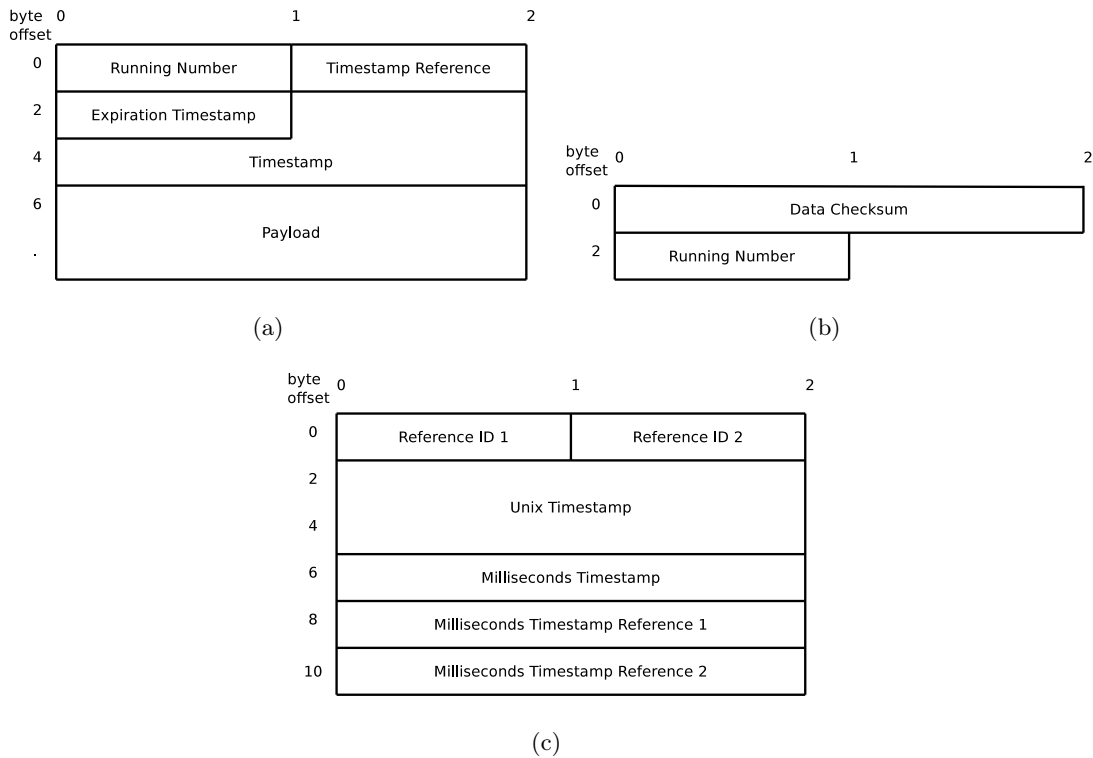 byte 0 1 2
offset
0 Running Number Timestamp Reference
2 Expiration Timestamp
4 Timestamp
6
Payload
.
(a)
byte 0 1 2
offset
0 Data Checksum
2 Running Number
(b)
byte 0 1 2
offset
0 Reference ID 1 Reference ID 2
2
Unix Timestamp
4
6 Milliseconds Timestamp
8 Milliseconds Timestamp Reference 1
10 Milliseconds Timestamp Reference 2
(c)